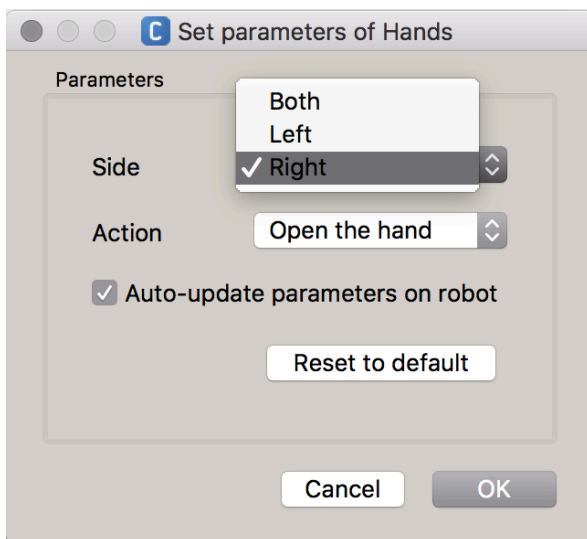 C Set parameters of Hands
Parameters
Both
Left
Side ✓ Right
Action Open the hand
✓ Auto-update parameters on robot
Reset to default
Cancel OK